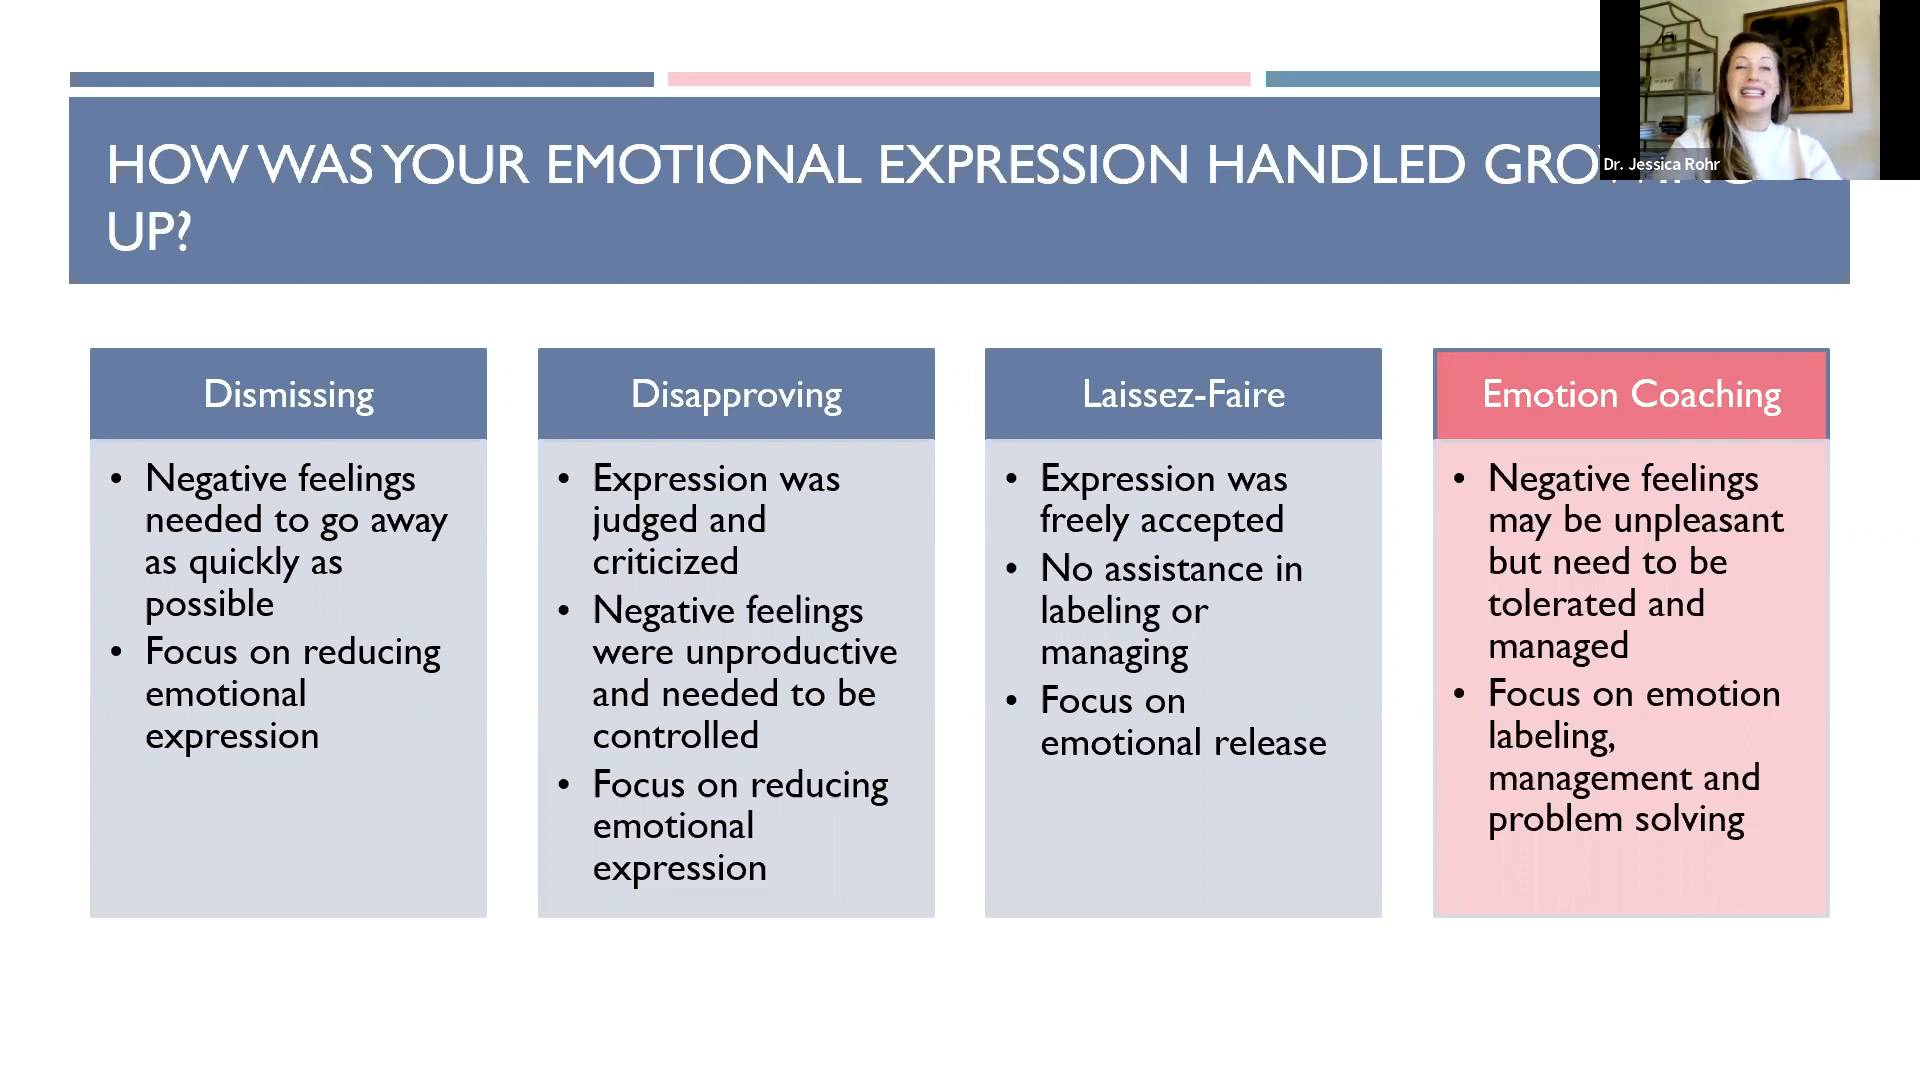 HOW WAS YOUR EMOTIONAL EXPRESSION HANDLED
UP?
Dr. Jessica Rohr
Dismissing
• Negative feelings
needed to go away
as quickly as
possible
• Focus on reducing
emotional
expression
Disapproving
• Expression was
judged and
criticized
• Negative feelings
were unproductive
and needed to be
controlled
• Focus on reducing
emotional
expression
Laissez-Faire
• Expression was
freely accepted
• No assistance in
labeling or
managing
• Focus on
emotional release
Emotion Coaching
• Negative feelings
may be unpleasant
but need to be
tolerated and
managed
• Focus on emotion
labeling,
management and
problem solving